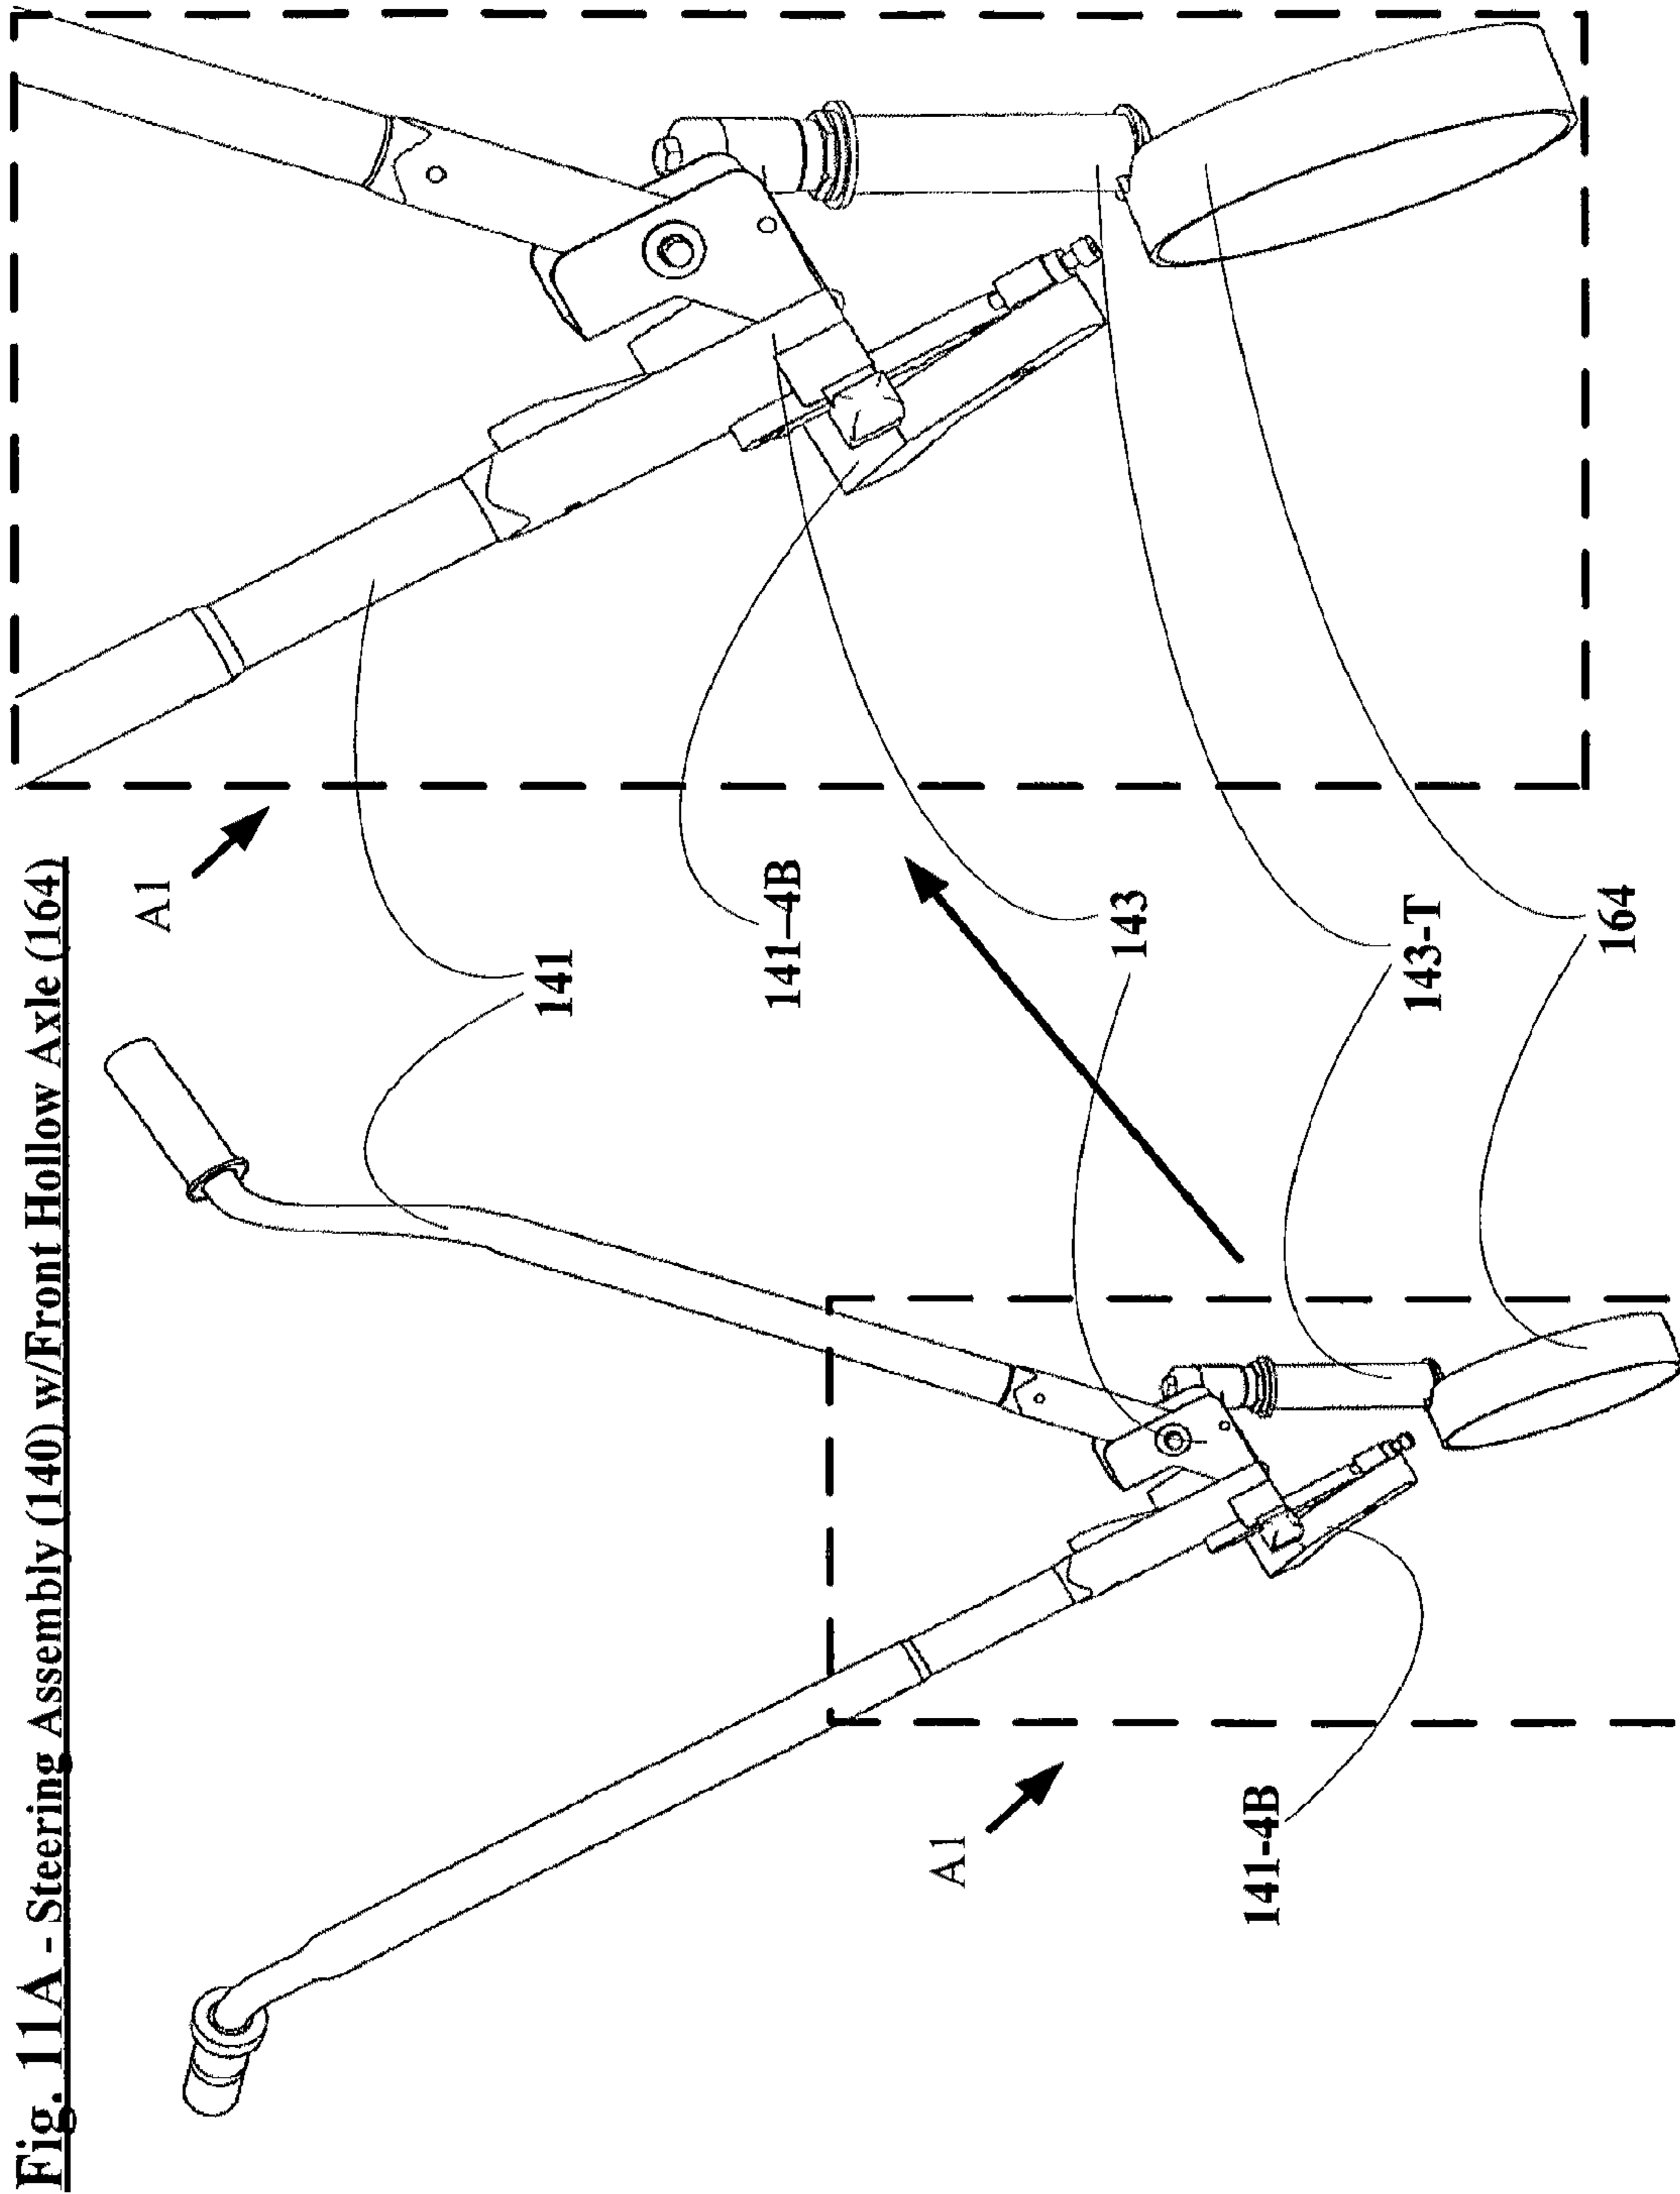 Fig. 11A - Steering Assembly (140) w/Front Hollow Axle (164)
A1
141
141-4B
143
143-T
164
A1
141-4B